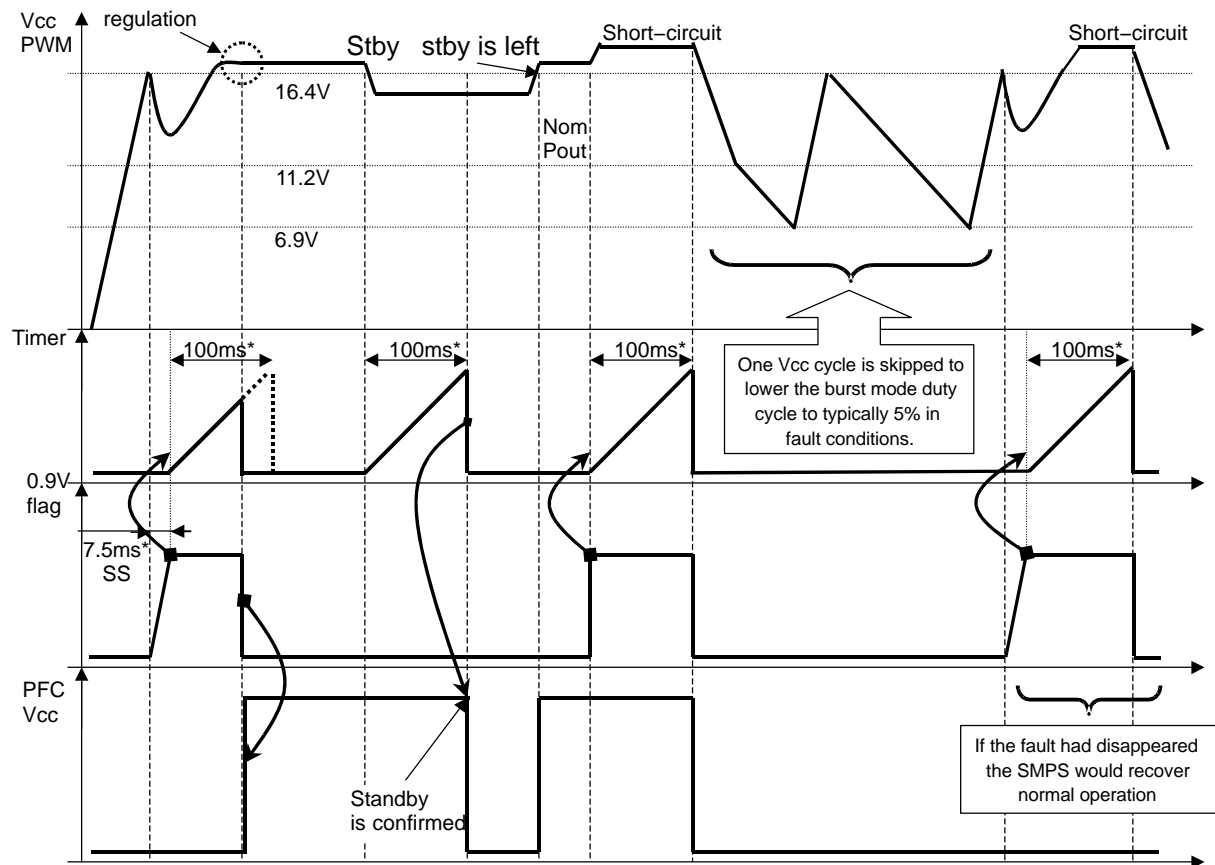 Vcc
PWM
regulation
Stby
stby is left
Short−circuit
Short−circuit
16.4V
Nom
Pout
11.2V
6.9V
Timer
100ms*
100ms*
100ms*
100ms*
One Vcc cycle is skipped to
lower the burst mode duty
cycle to typically 5% in
fault conditions.
0.9V
flag
7.5ms*
SS
PFC
Vcc
Standby
is confirmed
If the fault had disappeared
the SMPS would recover
normal operation